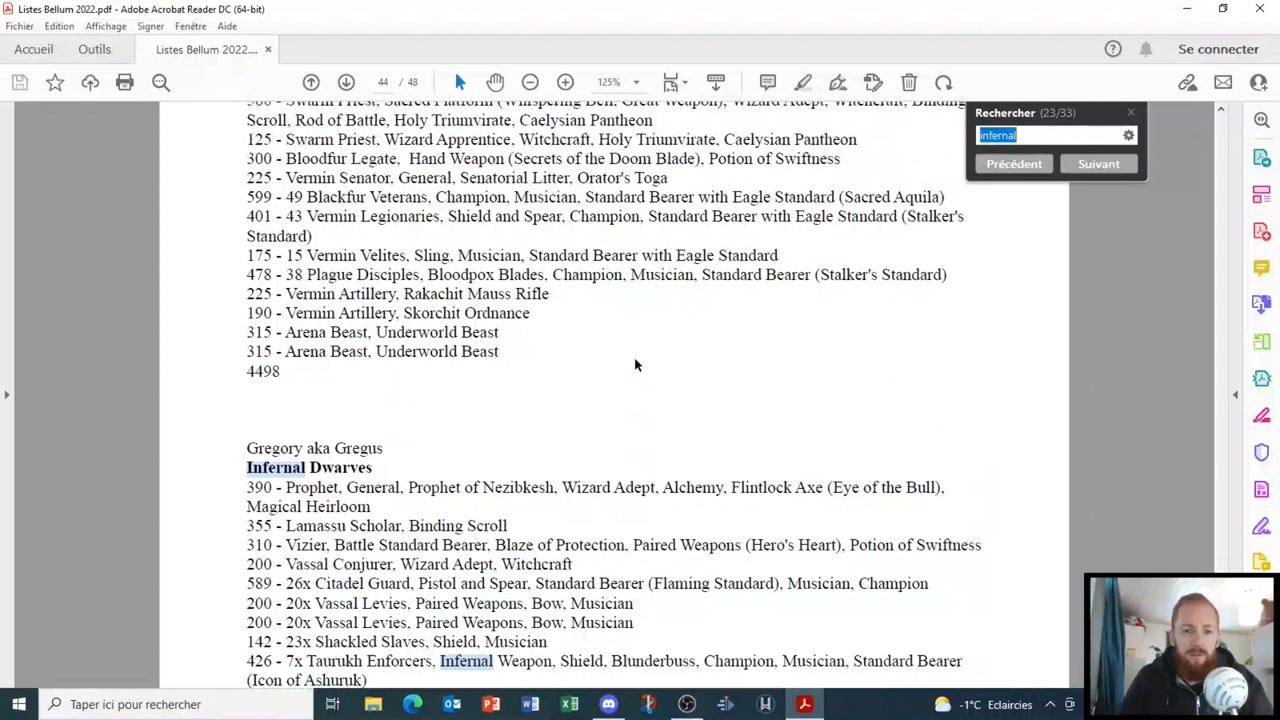 Listes Bellum 2022.pdf - Adobe Acrobat Reader DC (64-bit)
Fichier Edition Affichage Signer Fenêtre Aide
Accueil Outils Listes Bellum 2022.... × Se connecter
44 / 48 125%
Rechercher (23/33)
infernal
Précédent Suivant
Swarm Priest, Sacred Platform (Whispering Bell, Great Weapon), Wizard Adept, Witchcraft, Binding
Scroll, Rod of Battle, Holy Triumvirate, Caelysian Pantheon
125 - Swarm Priest, Wizard Apprentice, Witchcraft, Holy Triumvirate, Caelysian Pantheon
300 - Bloodfur Legate, Hand Weapon (Secrets of the Doom Blade), Potion of Swiftness
225 - Vermin Senator, General, Senatorial Litter, Orator's Toga
599 - 49 Blackfur Veterans, Champion, Musician, Standard Bearer with Eagle Standard (Sacred Aquila)
401 - 43 Vermin Legionaries, Shield and Spear, Champion, Standard Bearer with Eagle Standard (Stalker's
Standard)
175 - 15 Vermin Velites, Sling, Musician, Standard Bearer with Eagle Standard
478 - 38 Plague Disciples, Bloodpox Blades, Champion, Musician, Standard Bearer (Stalker's Standard)
225 - Vermin Artillery, Rakachit Mauss Rifle
190 - Vermin Artillery, Skorchit Ordnance
315 - Arena Beast, Underworld Beast
315 - Arena Beast, Underworld Beast
4498
Gregory aka Gregus
Infernal Dwarves
390 - Prophet, General, Prophet of Nezibkesh, Wizard Adept, Alchemy, Flintlock Axe (Eye of the Bull),
Magical Heirloom
355 - Lamassu Scholar, Binding Scroll
310 - Vizier, Battle Standard Bearer, Blaze of Protection, Paired Weapons (Hero's Heart), Potion of Swiftness
200 - Vassal Conjurer, Wizard Adept, Witchcraft
589 - 26x Citadel Guard, Pistol and Spear, Standard Bearer (Flaming Standard), Musician, Champion
200 - 20x Vassal Levies, Paired Weapons, Bow, Musician
200 - 20x Vassal Levies, Paired Weapons, Bow, Musician
142 - 23x Shackled Slaves, Shield, Musician
426 - 7x Taurukh Enforcers, Infernal Weapon, Shield, Blunderbuss, Champion, Musician, Standard Bearer
(Icon of Ashuruk)
Taper ici pour rechercher -1°C Eclaircies